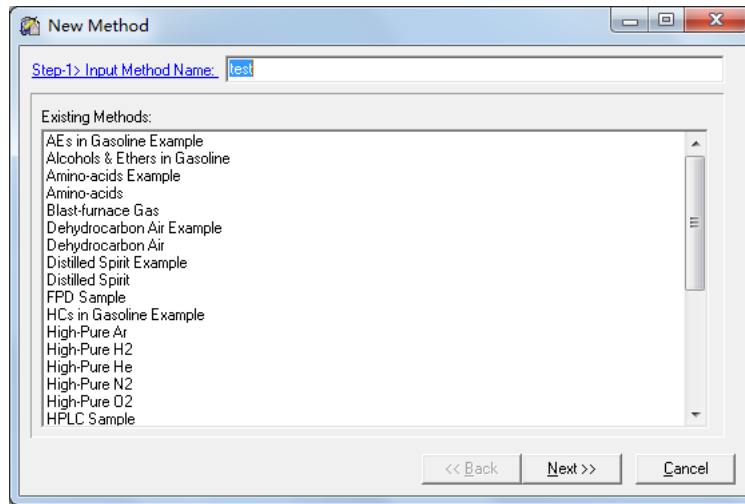 New Method
Step-1> Input Method Name: test
Existing Methods:
AEs in Gasoline Example
Alcohols & Ethers in Gasoline
Amino-acids Example
Amino-acids
Blast-furnace Gas
Dehydrocarbon Air Example
Dehydrocarbon Air
Distilled Spirit Example
Distilled Spirit
FPD Sample
HCs in Gasoline Example
High-Pure Ar
High-Pure H2
High-Pure He
High-Pure N2
High-Pure O2
HPLC Sample
<< Back Next >> Cancel